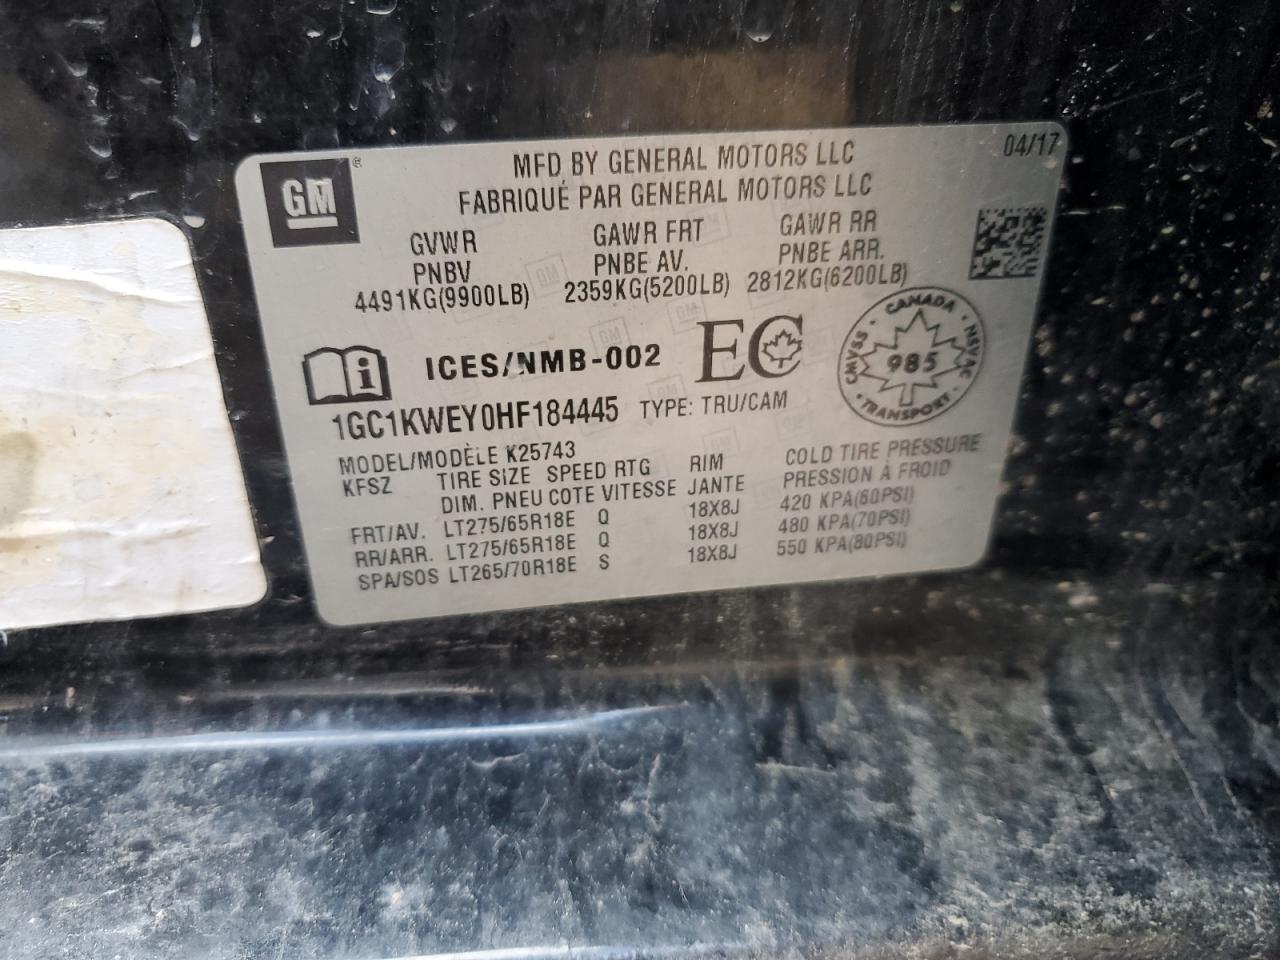 GM
MFD BY GENERAL MOTORS LLC 04/17
FABRIQUÉ PAR GENERAL MOTORS LLC
GVWR GAWR FRT GAWR RR
PNBV PNBE AV. PNBE ARR.
4491KG(9900LB) 2359KG(5200LB) 2812KG(6200LB)
ICES/NMB-002 EC
CANADA CMVSS NSVAC 985 TRANSPORT
1GC1KWEY0HF184445 TYPE: TRU/CAM
MODEL/MODÈLE K25743
KFSZ TIRE SIZE SPEED RTG RIM COLD TIRE PRESSURE
DIM. PNEU COTE VITESSE JANTE PRESSION A FROID
FRT/AV. LT275/65R18E Q 18X8J 420 KPA(60PSI)
RR/ARR. LT275/65R18E Q 18X8J 480 KPA(70PSI)
SPA/SOS LT265/70R18E S 18X8J 550 KPA(80PSI)